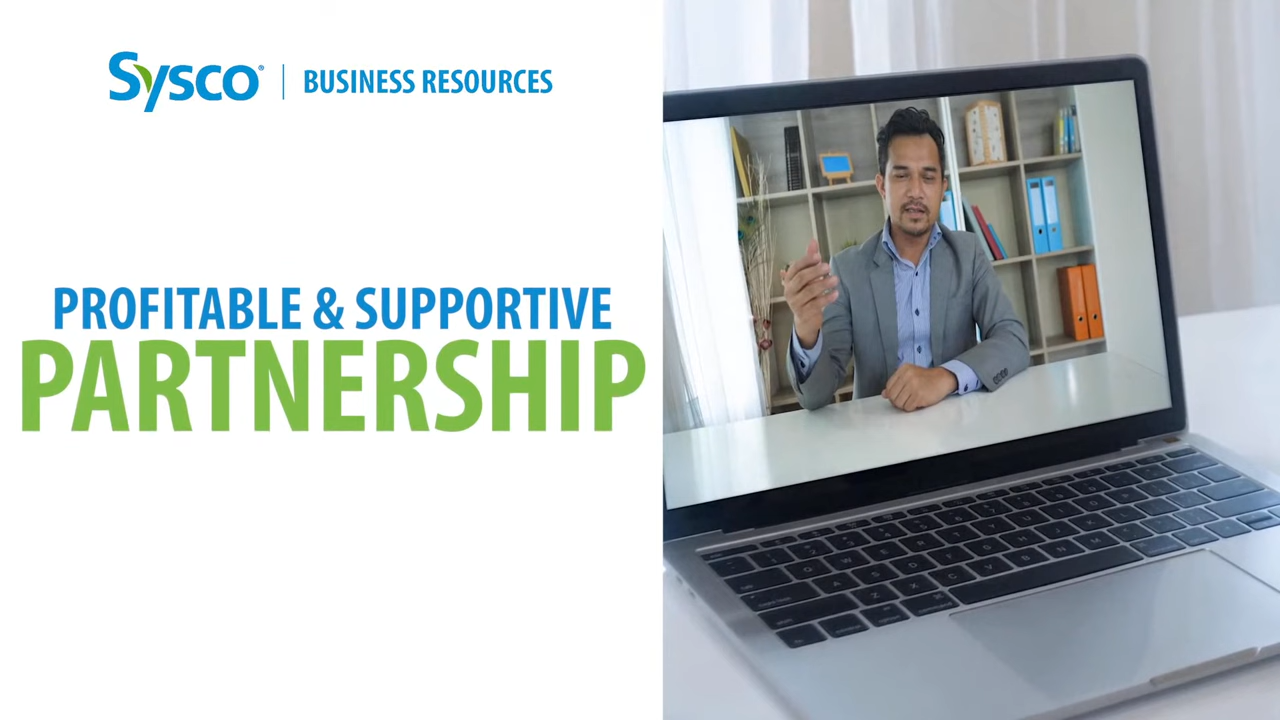 Sysco® | BUSINESS RESOURCES
PROFITABLE & SUPPORTIVE
PARTNERSHIP